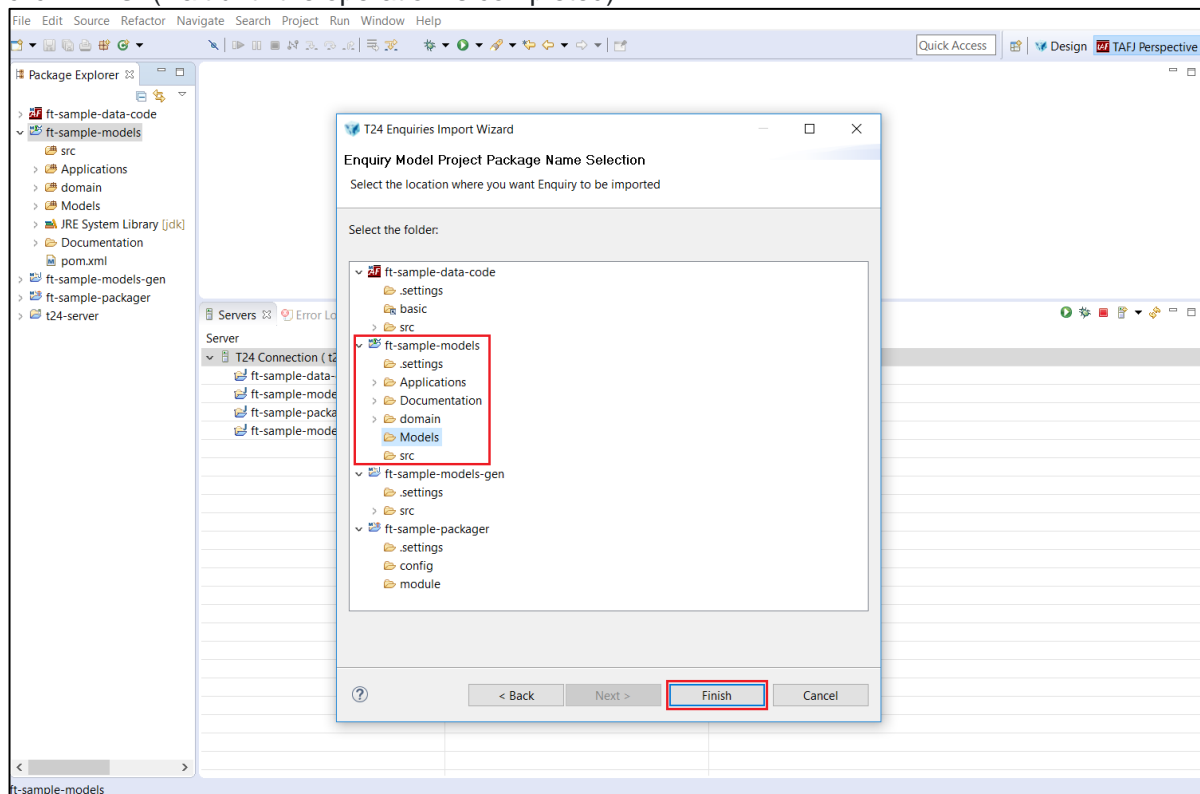 File Edit Source Refactor Navigate Search Project Run Window Help
Quick Access
Design
TAFJ Perspective
Package Explorer
ft-sample-data-code
ft-sample-models
src
Applications
domain
Models
JRE System Library [jdk]
Documentation
pom.xml
ft-sample-models-gen
ft-sample-packager
t24-server
Servers
Error Lo
Server
T24 Connection ( t2
ft-sample-data-
ft-sample-mode
ft-sample-packa
ft-sample-mode
T24 Enquiries Import Wizard
Enquiry Model Project Package Name Selection
Select the location where you want Enquiry to be imported
Select the folder:
ft-sample-data-code
.settings
basic
src
ft-sample-models
.settings
Applications
Documentation
domain
Models
src
ft-sample-models-gen
.settings
src
ft-sample-packager
.settings
config
module
< Back
Next >
Finish
Cancel
ft-sample-models